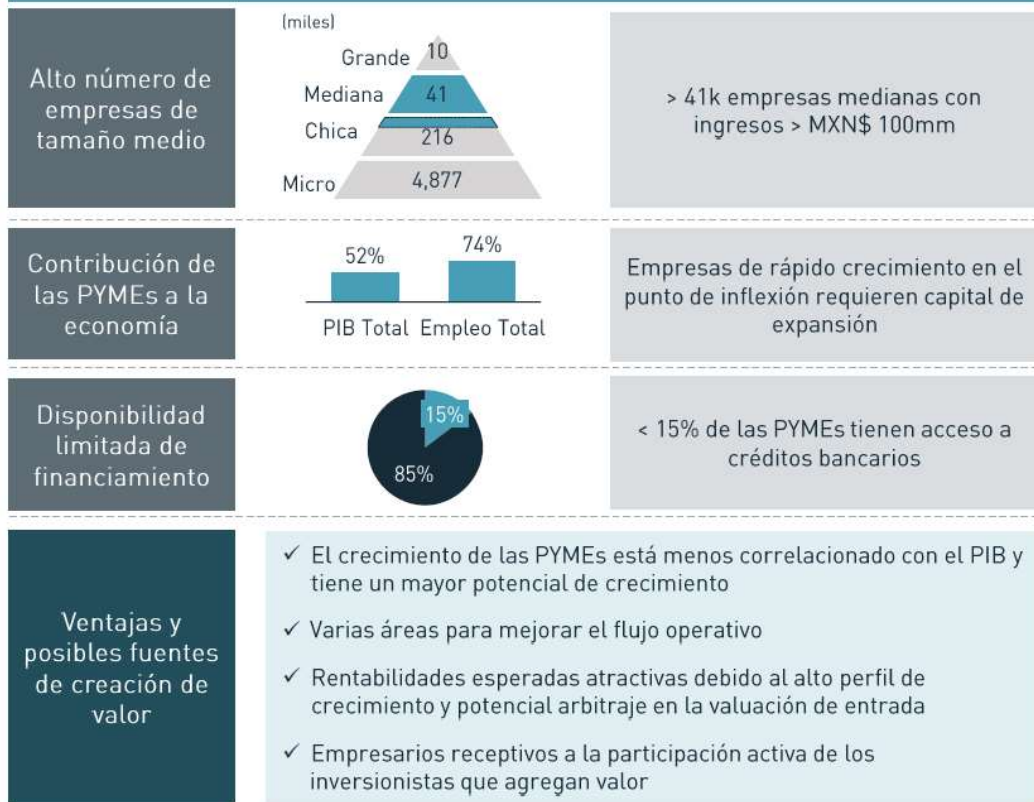 Alto número de
empresas de
tamaño medio
(miles)
Grande 10
Mediana 41
Chica 216
Micro 4,877
> 41k empresas medianas con
ingresos > MXN$ 100mm
Contribución de
las PYMEs a la
economía
52% 74%
PIB Total Empleo Total
Empresas de rápido crecimiento en el
punto de inflexión requieren capital de
expansión
Disponibilidad
limitada de
financiamiento
15%
85%
< 15% de las PYMEs tienen acceso a
créditos bancarios
Ventajas y
posibles fuentes
de creación de
valor
✓ El crecimiento de las PYMEs está menos correlacionado con el PIB y
tiene un mayor potencial de crecimiento
✓ Varias áreas para mejorar el flujo operativo
✓ Rentabilidades esperadas atractivas debido al alto perfil de
crecimiento y potencial arbitraje en la valuación de entrada
✓ Empresarios receptivos a la participación activa de los
inversionistas que agregan valor